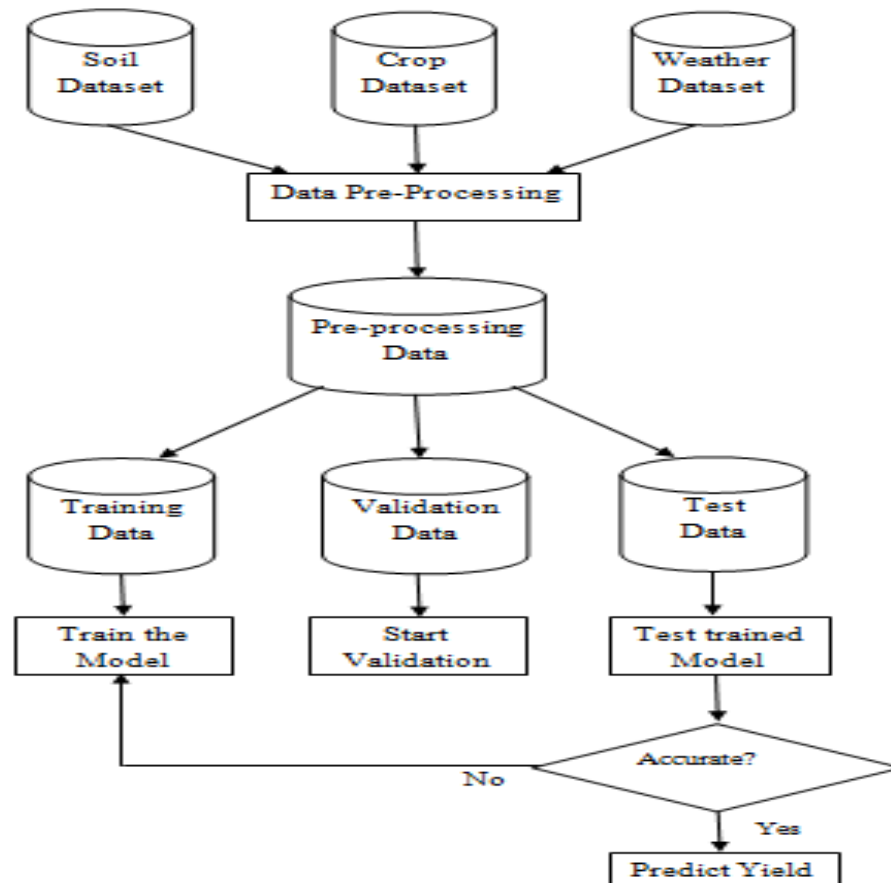 Soil
Dataset
Crop
Dataset
Weather
Dataset
Data Pre-Processing
Pre-processing
Data
Training
Data
Validation
Data
Test
Data
Train the
Model
Start
Validation
Test trained
Model
Accurate?
No
Yes
Predict Yield